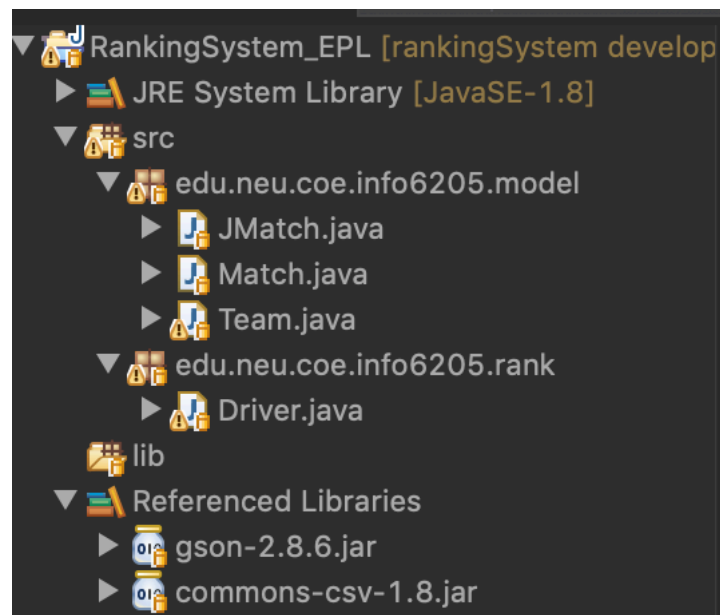 RankingSystem_EPL [rankingSystem develop
JRE System Library [JavaSE-1.8]
src
edu.neu.coe.info6205.model
JMatch.java
Match.java
Team.java
edu.neu.coe.info6205.rank
Driver.java
lib
Referenced Libraries
gson-2.8.6.jar
commons-csv-1.8.jar